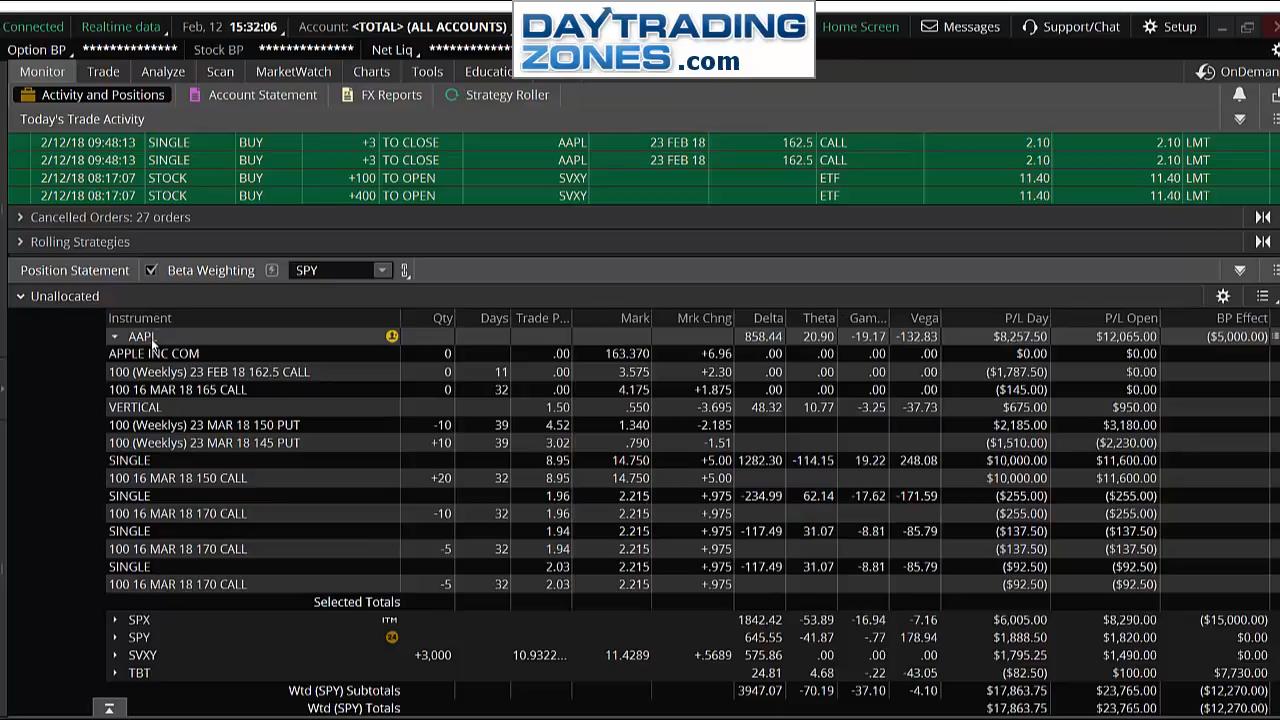 Connected Realtime data Feb, 12 15:32:06 Account: <TOTAL> (ALL ACCOUNTS) Home Screen Messages Support/Chat Setup
DAYTRADING
ZONES.com
Option BP ************** Stock BP ************** Net Liq
Monitor Trade Analyze Scan MarketWatch Charts Tools OnDeman
Activity and Positions Account Statement FX Reports Strategy Roller
Today's Trade Activity
2/12/18 09:48:13 SINGLE BUY +3 TO CLOSE AAPL 23 FEB 18 162.5 CALL 2.10 2.10 LMT
2/12/18 09:48:13 SINGLE BUY +3 TO CLOSE AAPL 23 FEB 18 162.5 CALL 2.10 2.10 LMT
2/12/18 08:17:07 STOCK BUY +100 TO OPEN SVXY ETF 11.40 11.40 LMT
2/12/18 08:17:07 STOCK BUY +400 TO OPEN SVXY ETF 11.40 11.40 LMT
Cancelled Orders: 27 orders
Rolling Strategies
Position Statement Beta Weighting SPY
Unallocated
Instrument Qty Days Trade P... Mark Mrk Chng Delta Theta Gam... Vega P/L Day P/L Open BP Effect
AAPL 858.44 20.90 -19.17 -132.83 $8,257.50 $12,065.00 ($5,000.00)
APPLE INC COM 0 .00 163.370 +6.96 .00 .00 .00 .00 $0.00 $0.00
100 (Weeklys) 23 FEB 18 162.5 CALL 0 11 .00 3.575 +2.30 .00 .00 .00 .00 ($1,787.50) $0.00
100 16 MAR 18 165 CALL 0 32 .00 4.175 +1.875 .00 .00 .00 .00 ($145.00) $0.00
VERTICAL 1.50 .550 -3.695 48.32 10.77 -3.25 -37.73 $675.00 $950.00
100 (Weeklys) 23 MAR 18 150 PUT -10 39 4.52 1.340 -2.185 $2,185.00 $3,180.00
100 (Weeklys) 23 MAR 18 145 PUT +10 39 3.02 .790 -1.51 ($1,510.00) ($2,230.00)
SINGLE 8.95 14.750 +5.00 1282.30 -114.15 19.22 248.08 $10,000.00 $11,600.00
100 16 MAR 18 150 CALL +20 32 8.95 14.750 +5.00 $10,000.00 $11,600.00
SINGLE 1.96 2.215 +.975 -234.99 62.14 -17.62 -171.59 ($255.00) ($255.00)
100 16 MAR 18 170 CALL -10 32 1.96 2.215 +.975 ($255.00) ($255.00)
SINGLE 1.94 2.215 +.975 -117.49 31.07 -8.81 -85.79 ($137.50) ($137.50)
100 16 MAR 18 170 CALL -5 32 1.94 2.215 +.975 ($137.50) ($137.50)
SINGLE 2.03 2.215 +.975 -117.49 31.07 -8.81 -85.79 ($92.50) ($92.50)
100 16 MAR 18 170 CALL -5 32 2.03 2.215 +.975 ($92.50) ($92.50)
Selected Totals
SPX ITM 1842.42 -53.89 -16.94 -7.16 $6,005.00 $8,290.00 ($15,000.00)
SPY 645.55 -41.87 -.77 178.94 $1,888.50 $1,820.00 $0.00
SVXY +3,000 10.9322... 11.4289 +.5689 575.86 .00 .00 .00 $1,795.25 $1,490.00 $0.00
TBT 24.81 4.68 -.22 -43.05 ($82.50) $100.00 $7,730.00
Wtd (SPY) Subtotals 3947.07 -70.19 -37.10 -4.10 $17,863.75 $23,765.00 ($12,270.00)
Wtd (SPY) Totals $17,863.75 $23,765.00 ($12,270.00)